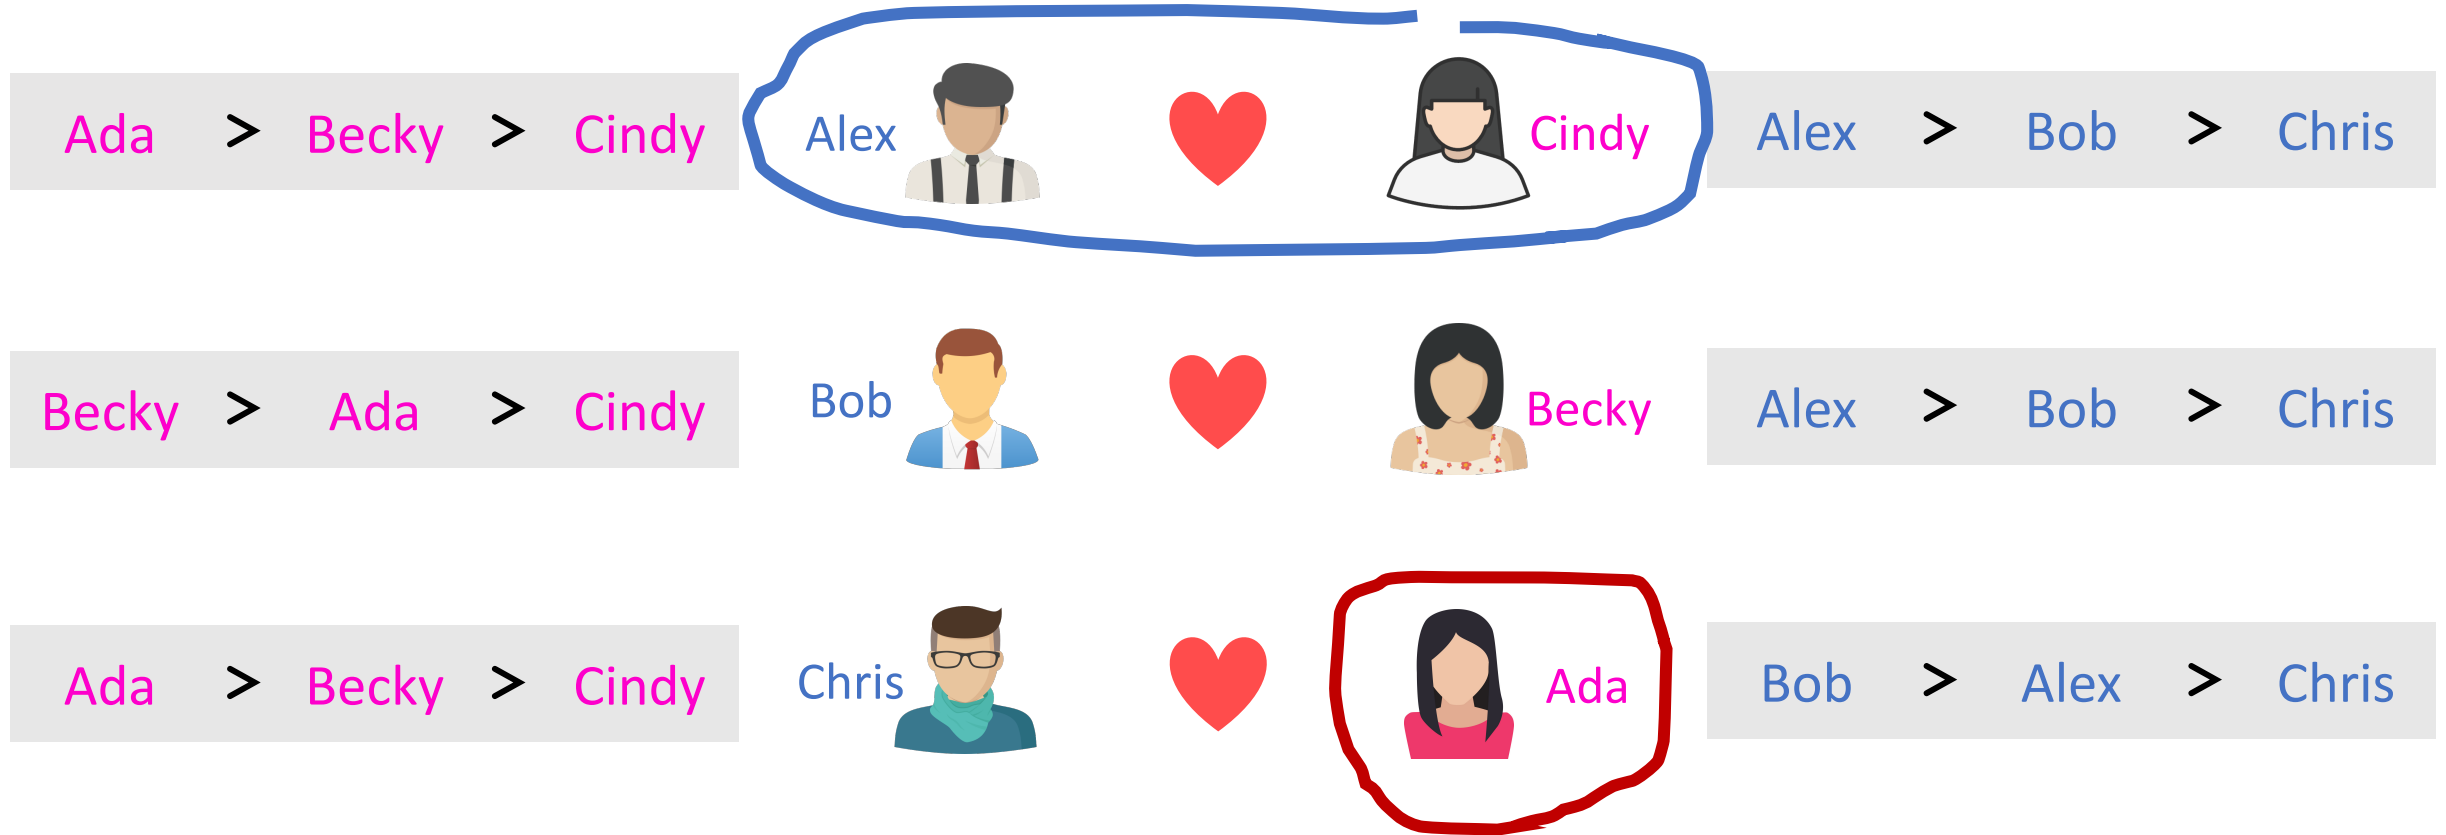 Ada > Becky > Cindy Alex Cindy Alex > Bob > Chris
Becky > Ada > Cindy Bob Becky Alex > Bob > Chris
Ada > Becky > Cindy Chris Ada Bob > Alex > Chris